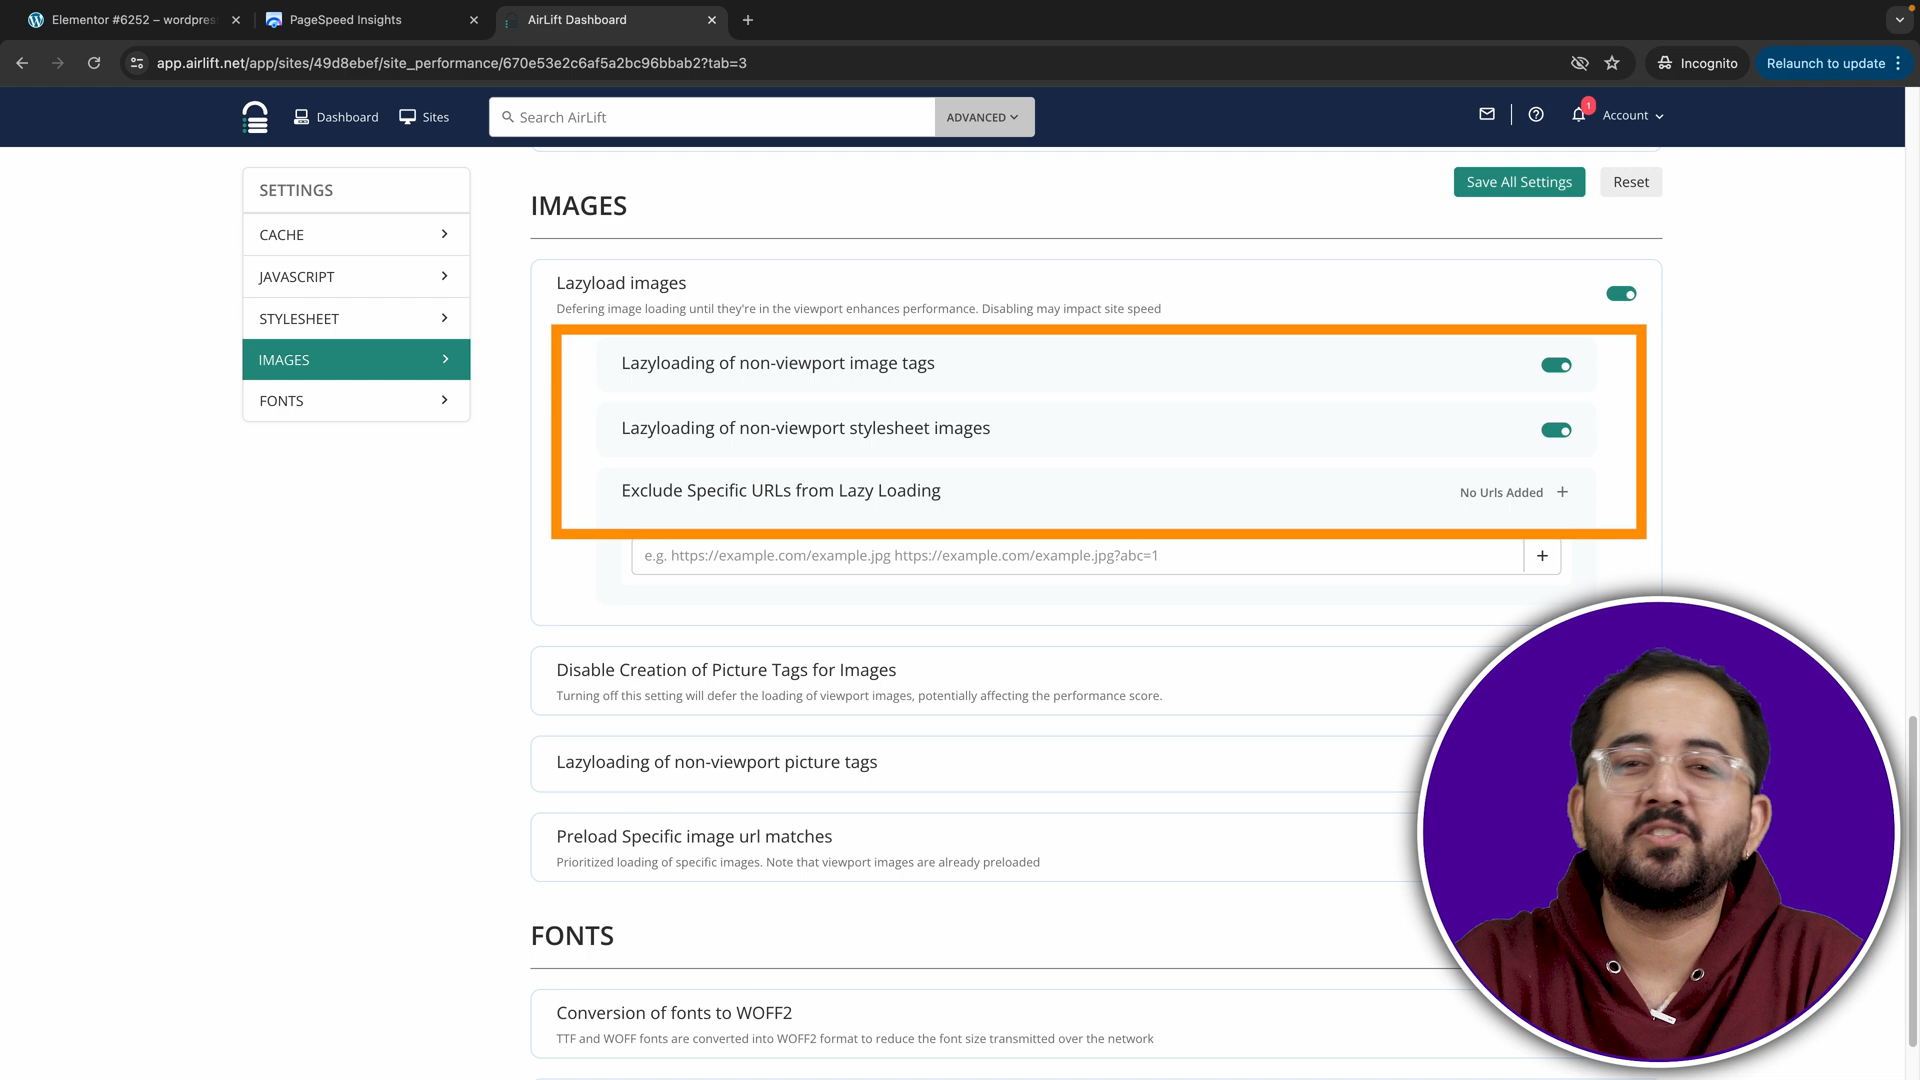 Elementor #6252 – wordpres
PageSpeed Insights
AirLift Dashboard
app.airlift.net/app/sites/49d8ebef/site_performance/670e53e2c6af5a2bc96bbab2?tab=3
Incognito
Relaunch to update
Dashboard
Sites
Search AirLift
ADVANCED
1
Account
SETTINGS
CACHE
JAVASCRIPT
STYLESHEET
IMAGES
FONTS
IMAGES
Save All Settings
Reset
Lazyload images
Defering image loading until they're in the viewport enhances performance. Disabling may impact site speed
Lazyloading of non-viewport image tags
Lazyloading of non-viewport stylesheet images
Exclude Specific URLs from Lazy Loading
No Urls Added +
e.g. https://example.com/example.jpg https://example.com/example.jpg?abc=1
+
Disable Creation of Picture Tags for Images
Turning off this setting will defer the loading of viewport images, potentially affecting the performance score.
Lazyloading of non-viewport picture tags
Preload Specific image url matches
Prioritized loading of specific images. Note that viewport images are already preloaded
FONTS
Conversion of fonts to WOFF2
TTF and WOFF fonts are converted into WOFF2 format to reduce the font size transmitted over the network